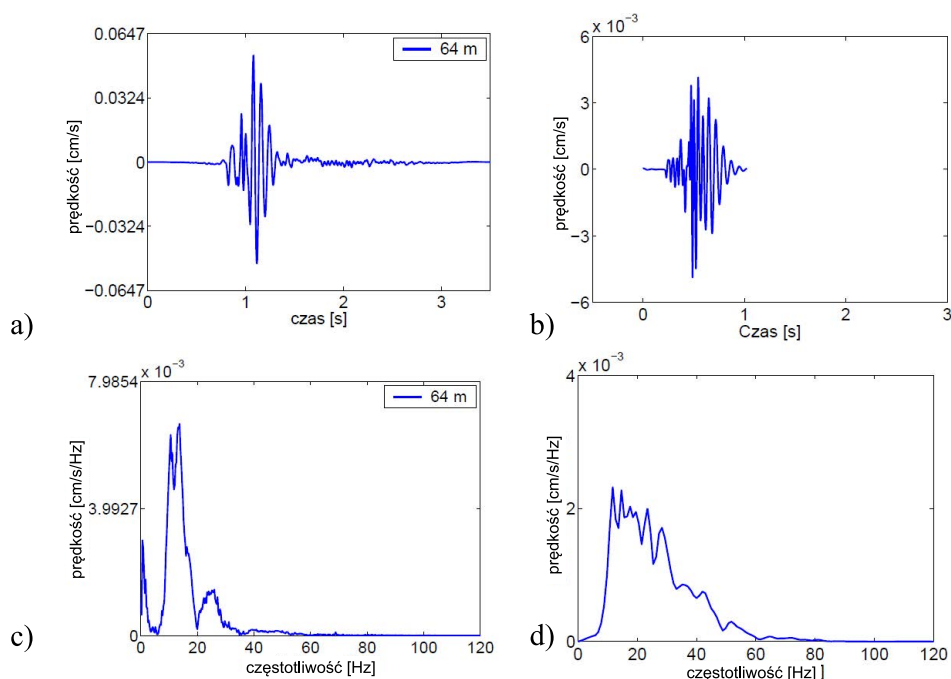 a)
0.0647
0.0324
0
−0.0324
−0.0647
prędkość [cm/s]
64 m
0 1 2 3
czas [s]
b)
6 x 10⁻³
3
0
−3
−6
prędkość [cm/s]
0 1 2 3
Czas [s]
c)
x 10⁻³
7.9854
3.9927
0
prędkość [cm/s/Hz]
64 m
0 20 40 60 80 100 120
częstotliwość [Hz]
d)
x 10⁻³
4
2
0
prędkość [cm/s/Hz]
0 20 40 60 80 100 120
częstotliwość [Hz] ]